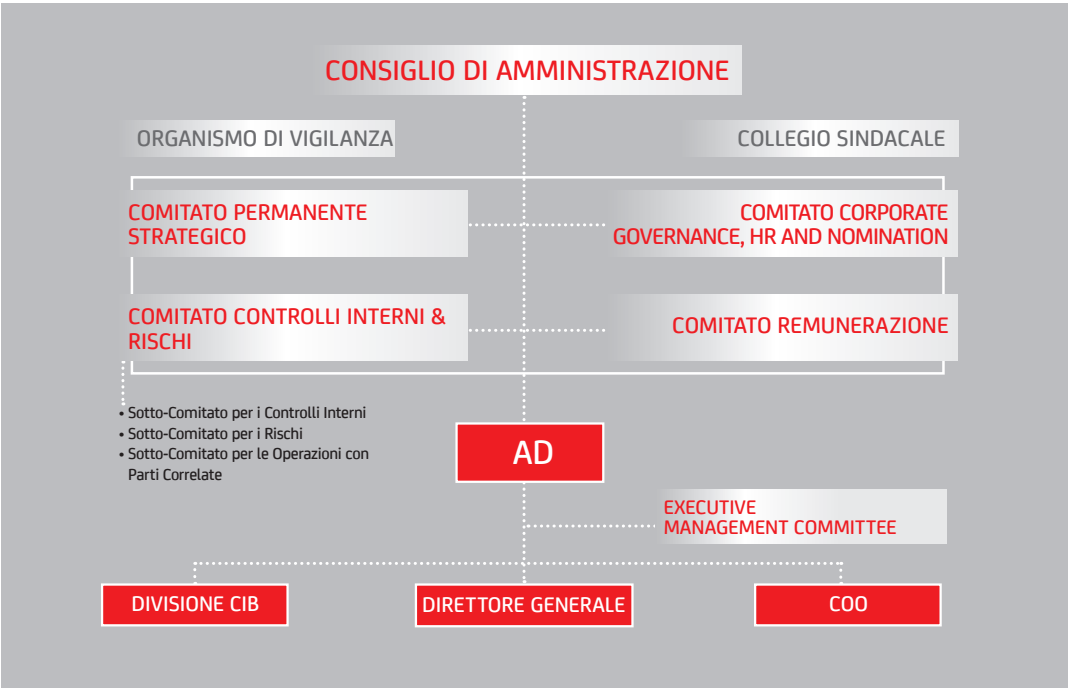 CONSIGLIO DI AMMINISTRAZIONE
ORGANISMO DI VIGILANZA
COLLEGIO SINDACALE
COMITATO PERMANENTE
STRATEGICO
COMITATO CORPORATE
GOVERNANCE, HR AND NOMINATION
COMITATO CONTROLLI INTERNI &
RISCHI
COMITATO REMUNERAZIONE
• Sotto-Comitato per i Controlli Interni
• Sotto-Comitato per i Rischi
• Sotto-Comitato per le Operazioni con
Parti Correlate
AD
EXECUTIVE
MANAGEMENT COMMITTEE
DIVISIONE CIB
DIRETTORE GENERALE
COO